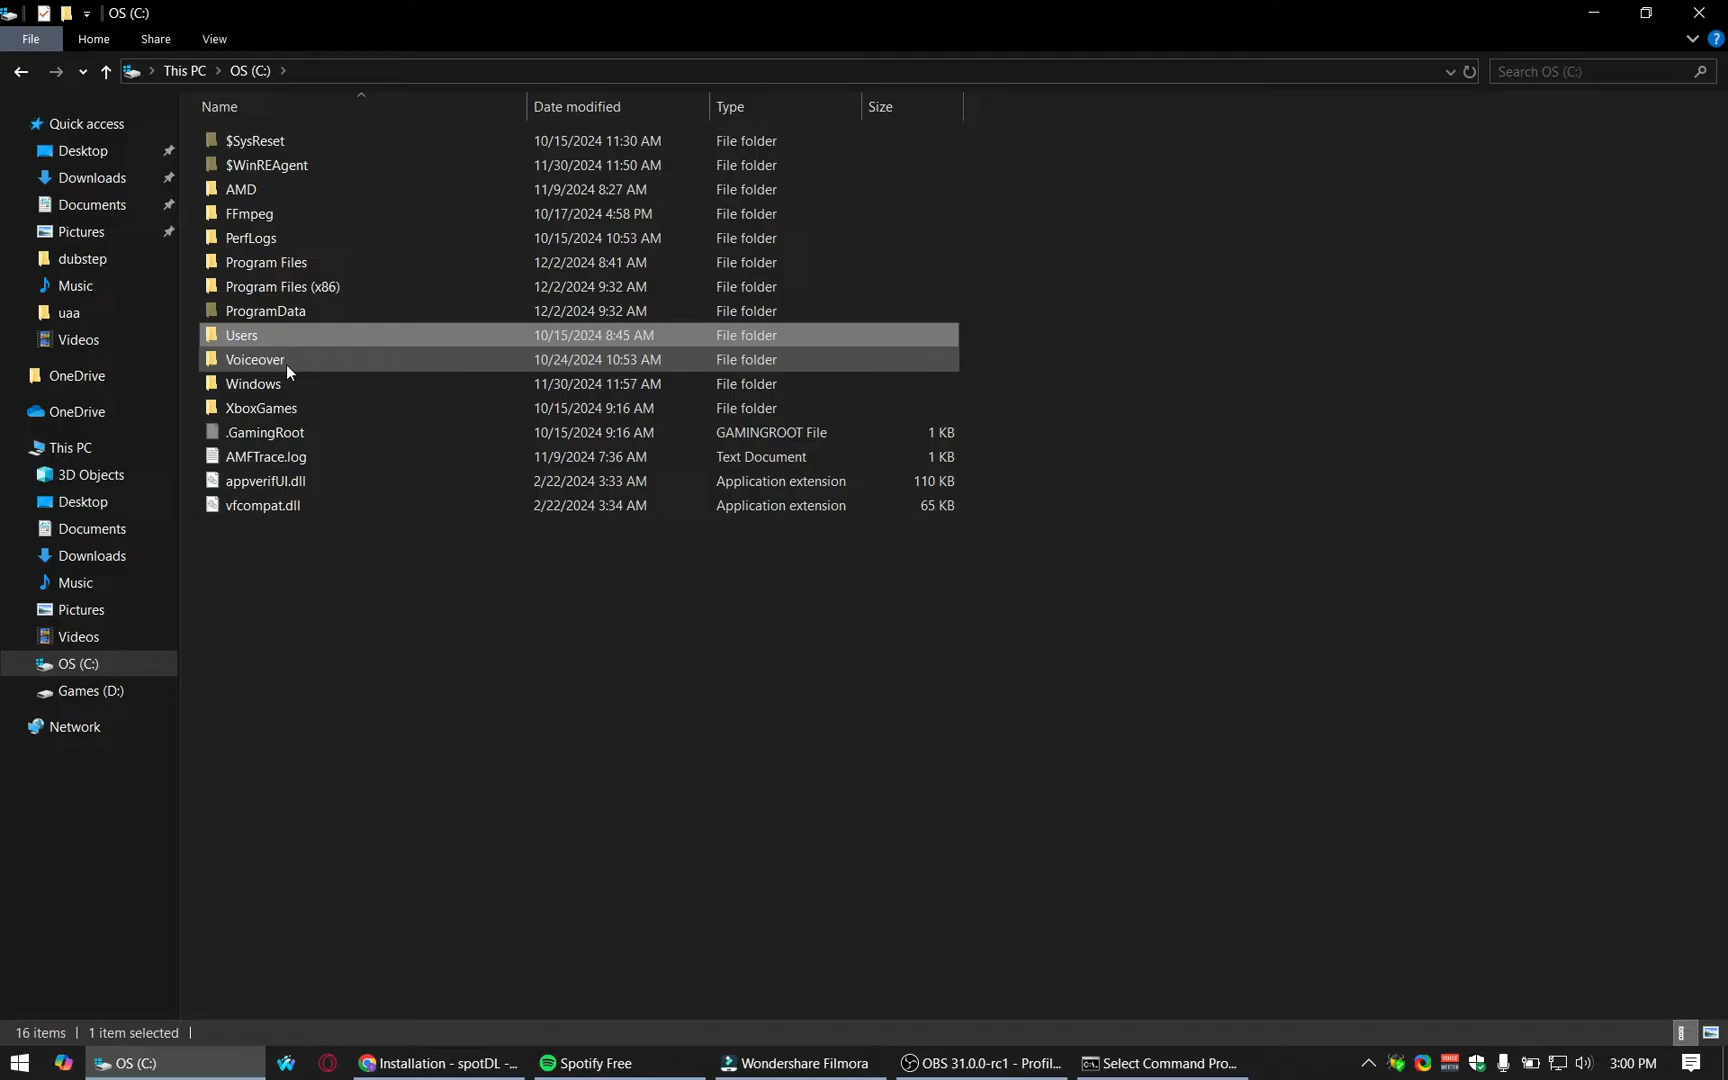 OS (C:)
File Home Share View
This PC OS (C:) Search OS (C:)
Name Date modified Type Size
Quick access
Desktop
Downloads
Documents
Pictures
dubstep
Music
uaa
Videos
OneDrive
OneDrive
This PC
3D Objects
Desktop
Documents
Downloads
Music
Pictures
Videos
OS (C:)
Games (D:)
Network
$SysReset 10/15/2024 11:30 AM File folder
$WinREAgent 11/30/2024 11:50 AM File folder
AMD 11/9/2024 8:27 AM File folder
FFmpeg 10/17/2024 4:58 PM File folder
PerfLogs 10/15/2024 10:53 AM File folder
Program Files 12/2/2024 8:41 AM File folder
Program Files (x86) 12/2/2024 9:32 AM File folder
ProgramData 12/2/2024 9:32 AM File folder
Users 10/15/2024 8:45 AM File folder
Voiceover 10/24/2024 10:53 AM File folder
Windows 11/30/2024 11:57 AM File folder
XboxGames 10/15/2024 9:16 AM File folder
.GamingRoot 10/15/2024 9:16 AM GAMINGROOT File 1 KB
AMFTrace.log 11/9/2024 7:36 AM Text Document 1 KB
appverifUI.dll 2/22/2024 3:33 AM Application extension 110 KB
vfcompat.dll 2/22/2024 3:34 AM Application extension 65 KB
16 items 1 item selected
OS (C:) Installation - spotDL -... Spotify Free Wondershare Filmora OBS 31.0.0-rc1 - Profil... Select Command Pro... 3:00 PM